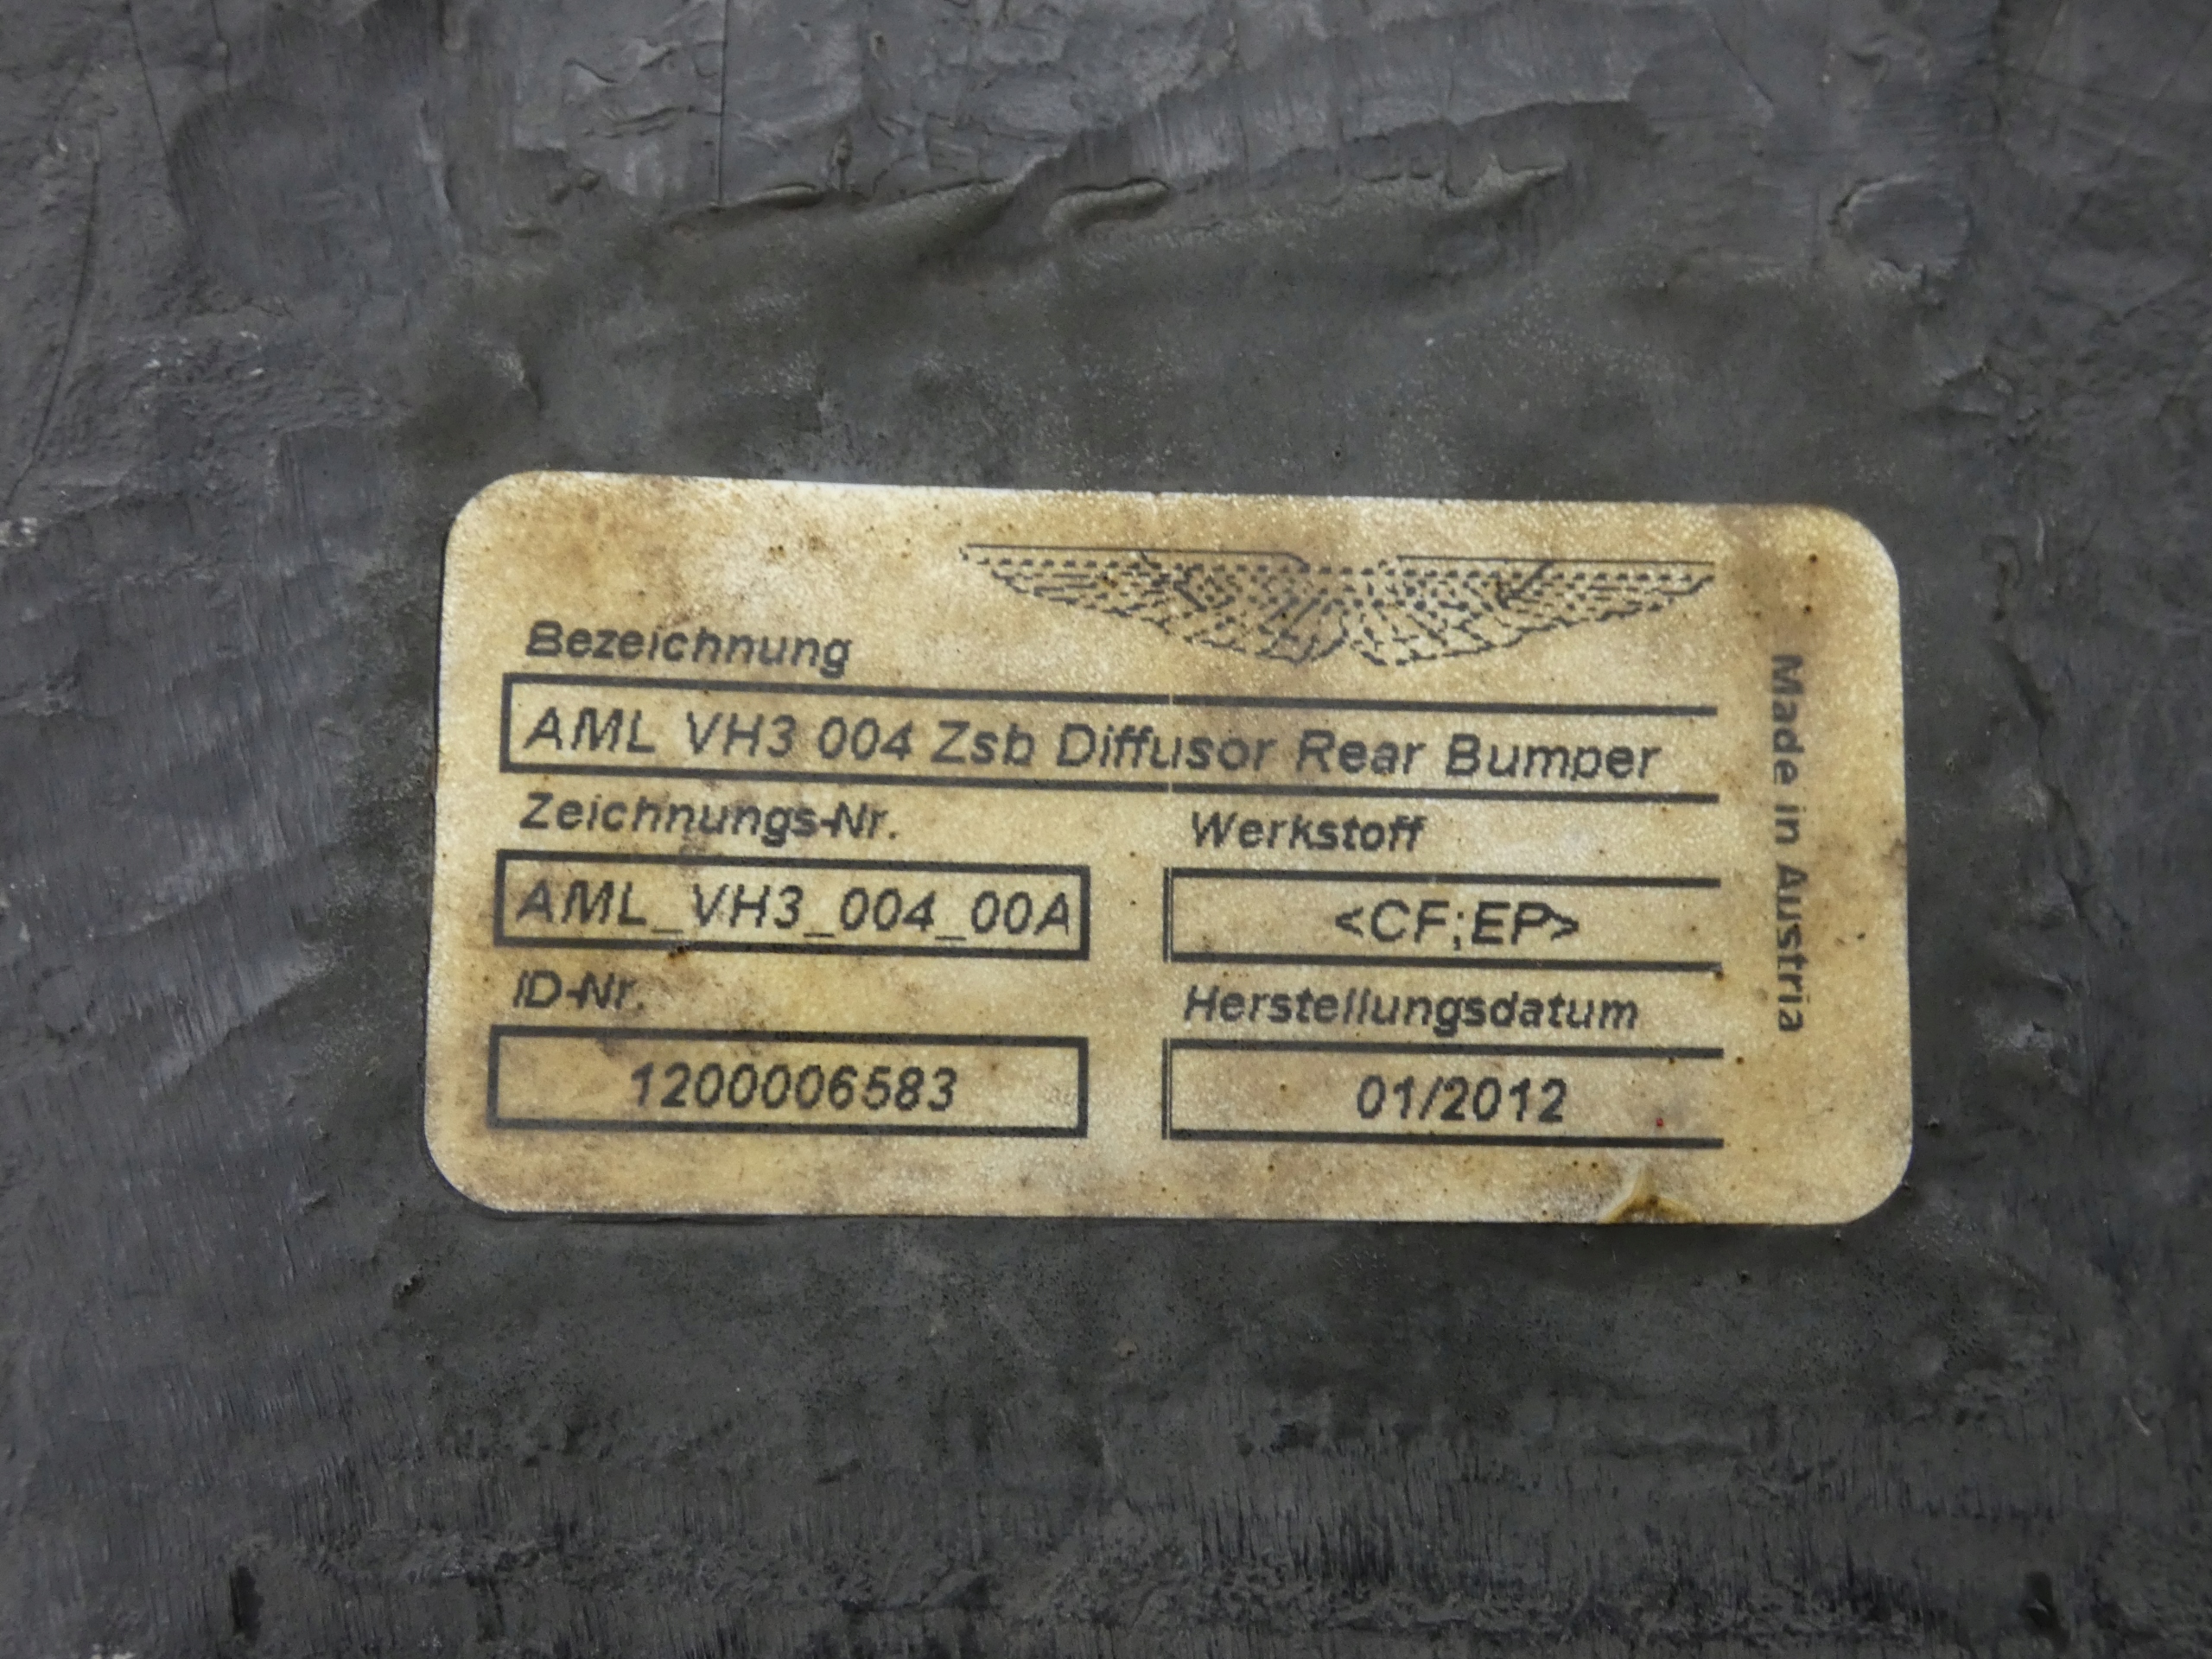 Bezeichnung
AML VH3 004 Zsb Diffusor Rear Bumper
Zeichnungs-Nr.
Werkstoff
AML_VH3_004_00A
<CF;EP>
ID-Nr.
Herstellungsdatum
1200006583
01/2012
Made in Austria